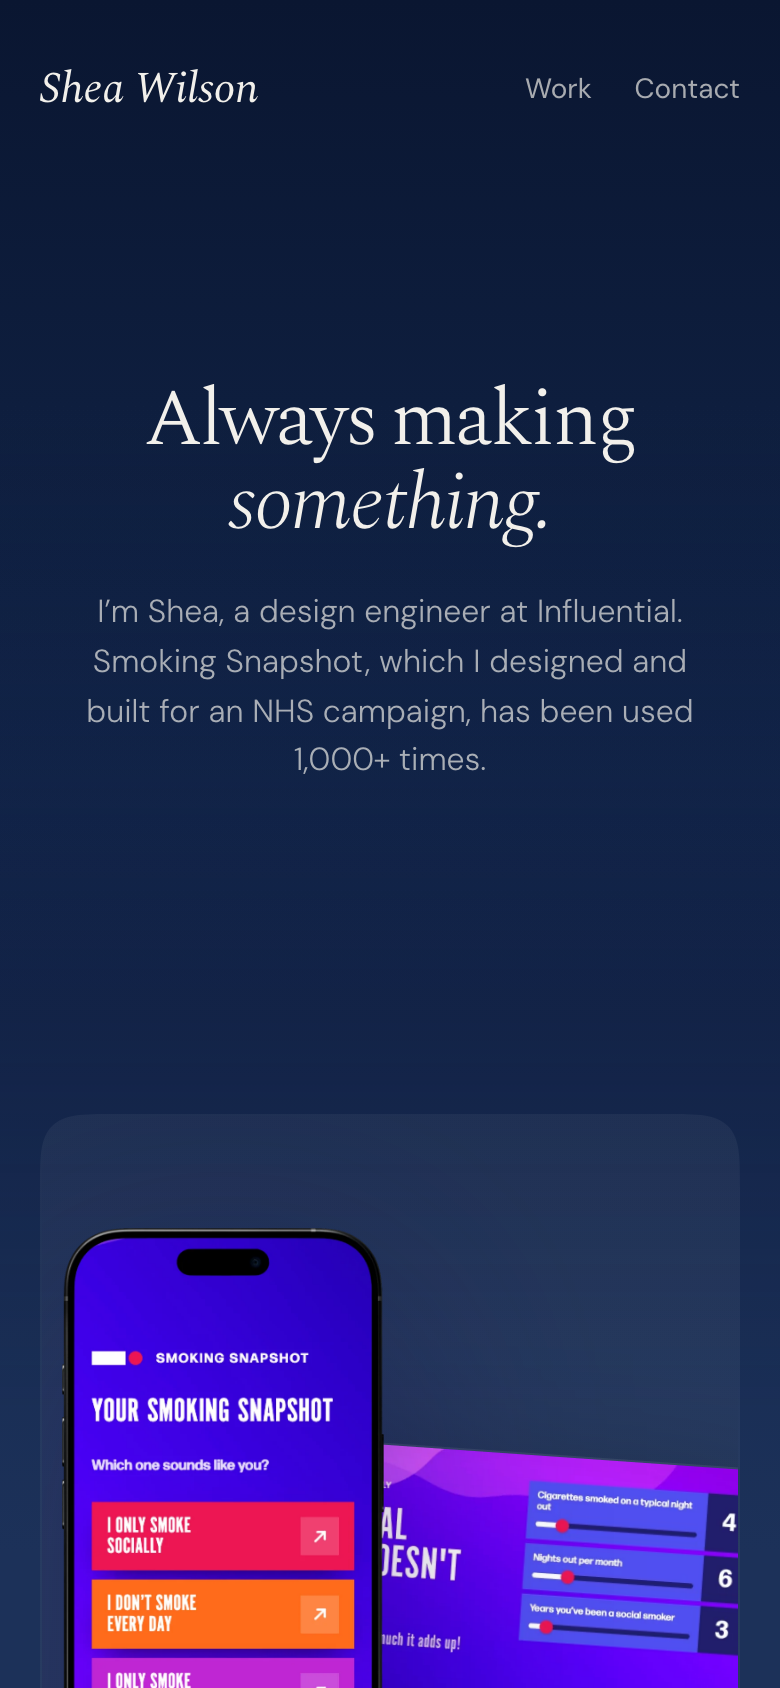 Shea Wilson
Work
Contact
Always making
something.
I’m Shea, a design engineer at Influential.
Smoking Snapshot, which I designed and
built for an NHS campaign, has been used
1,000+ times.
SMOKING SNAPSHOT
YOUR SMOKING SNAPSHOT
Which one sounds like you?
I ONLY SMOKE
SOCIALLY
I DON'T SMOKE
EVERY DAY
I ONLY SMOKE
Cigarettes smoked on a typical night
out
4
Nights out per month
6
Years you've been a social smoker
3
it adds up!